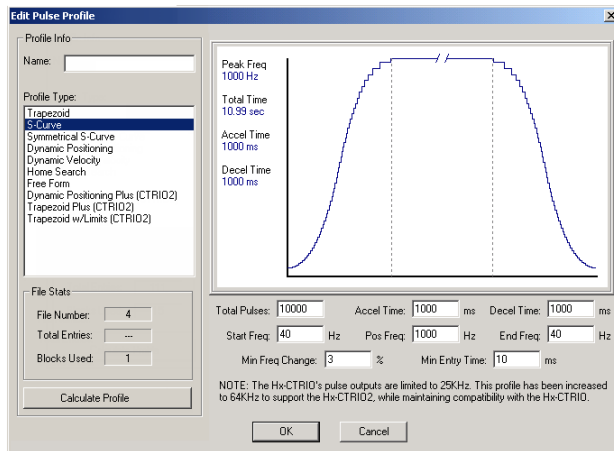 Edit Pulse Profile
Profile Info
Name:
Profile Type:
Trapezoid
S-Curve
Symmetrical S-Curve
Dynamic Positioning
Dynamic Velocity
Home Search
Free Form
Dynamic Positioning Plus (CTRIO2)
Trapezoid Plus (CTRIO2)
Trapezoid w/Limits (CTRIO2)
File Stats
File Number: 4
Total Entries: ---
Blocks Used: 1
Calculate Profile
Peak Freq
1000 Hz
Total Time
10.99 sec
Accel Time
1000 ms
Decel Time
1000 ms
Total Pulses: 10000 Accel Time: 1000 ms Decel Time: 1000 ms
Start Freq: 40 Hz Pos Freq: 1000 Hz End Freq: 40 Hz
Min Freq Change: 3 % Min Entry Time: 10 ms
NOTE: The Hx-CTRIO's pulse outputs are limited to 25KHz. This profile has been increased
to 64KHz to support the Hx-CTRIO2, while maintaining compatibility with the Hx-CTRIO.
OK Cancel